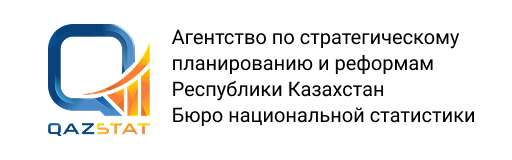 QAZSTAT
Агентство по стратегическому
планированию и реформам
Республики Казахстан
Бюро национальной статистики